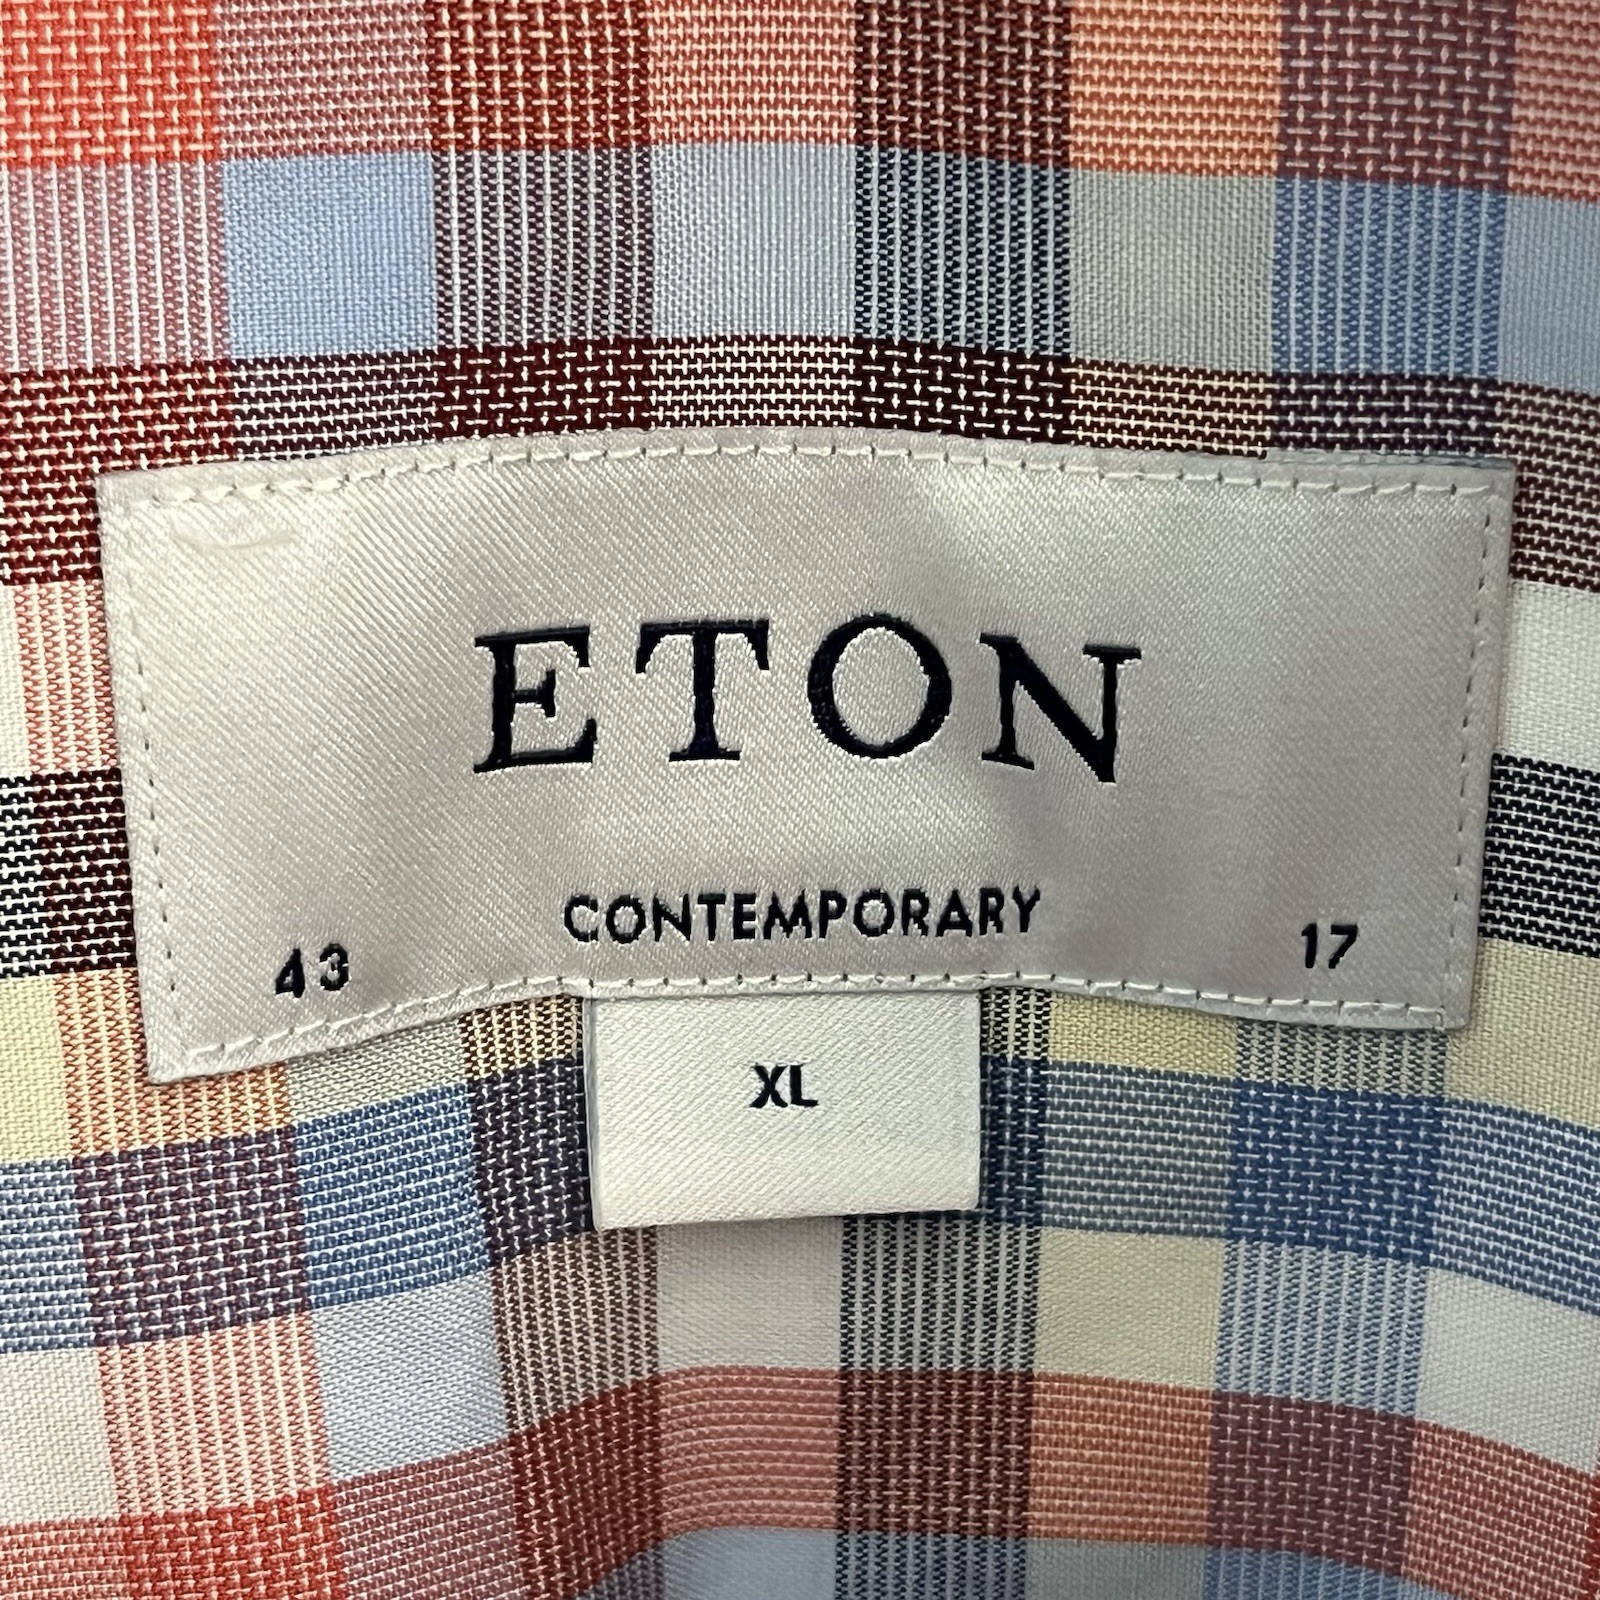 ETON
CONTEMPORARY
43 17
XL